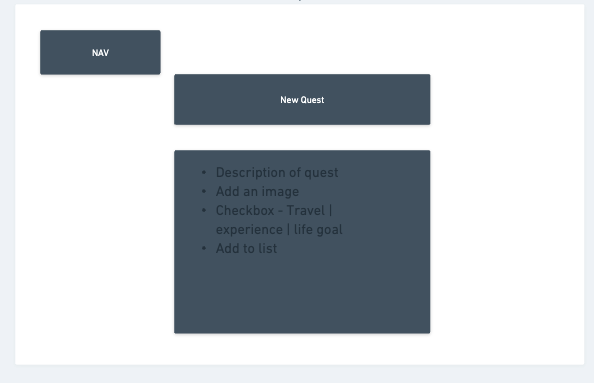 NAV
New Quest
• Description of quest
• Add an image
• Checkbox - Travel |
experience | life goal
• Add to list